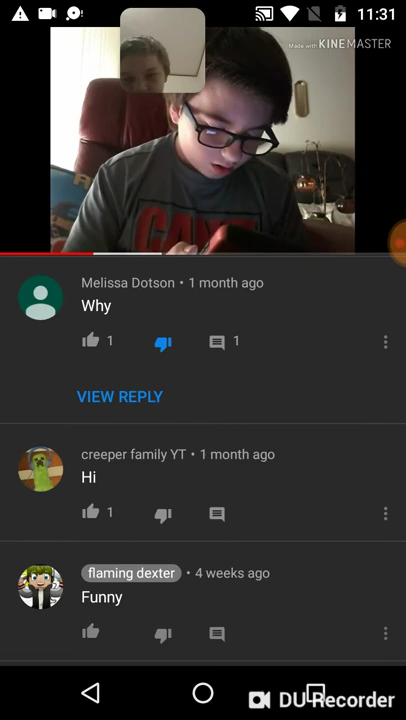 11:31
Made with KINEMASTER
Melissa Dotson • 1 month ago
Why
1
1
VIEW REPLY
creeper family YT • 1 month ago
Hi
1
flaming dexter • 4 weeks ago
Funny
DU Recorder